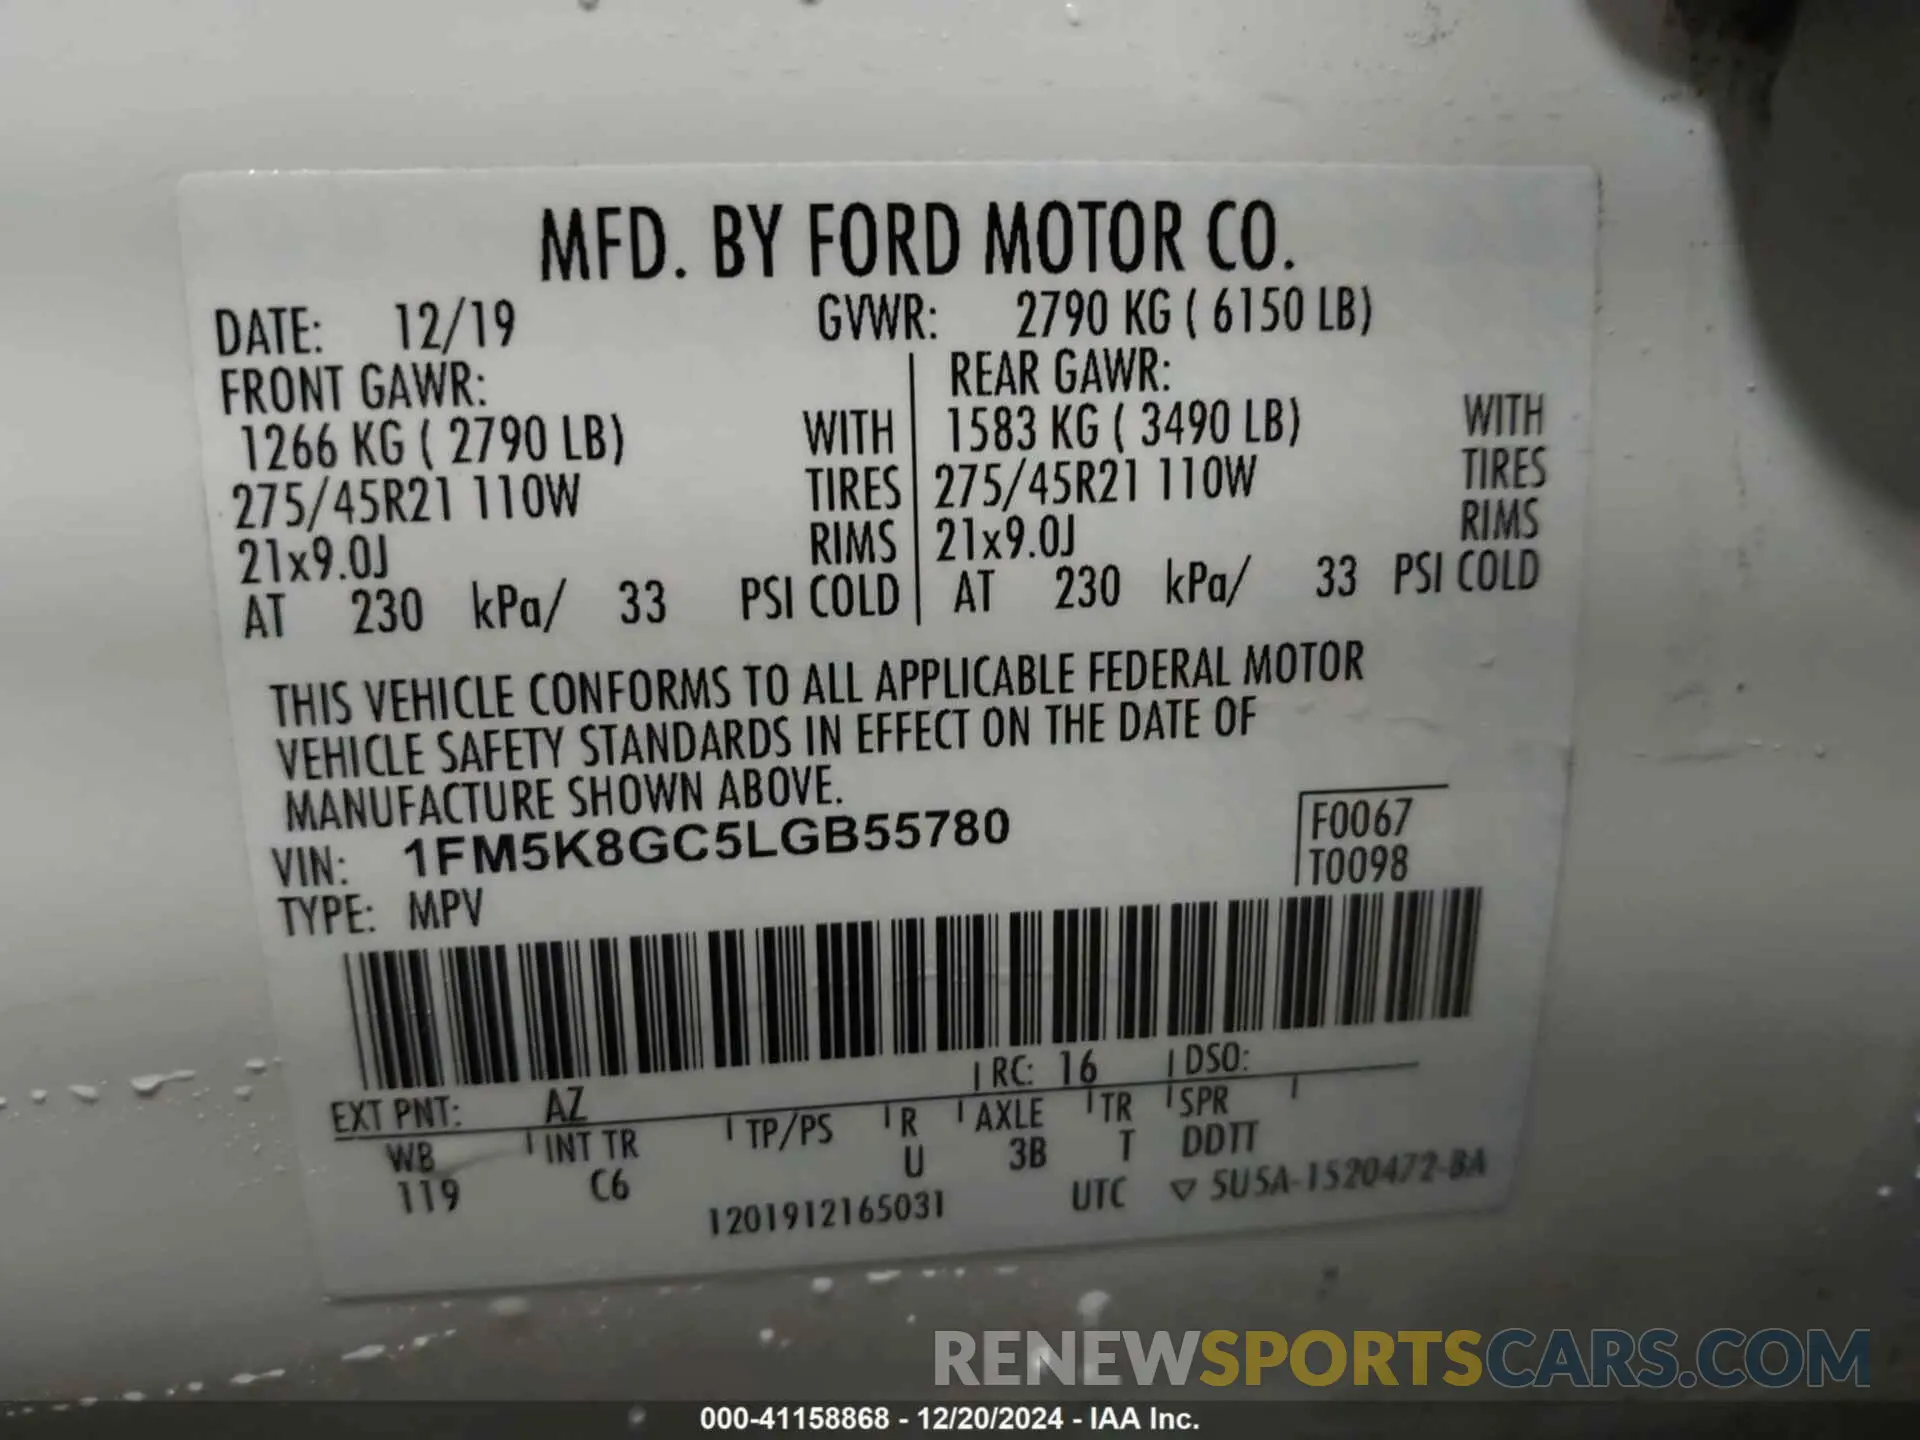 MFD. BY FORD MOTOR CO.
DATE: 12/19 GVWR: 2790 KG ( 6150 LB)
FRONT GAWR: REAR GAWR:
1266 KG ( 2790 LB) WITH 1583 KG ( 3490 LB) WITH
275/45R21 110W TIRES 275/45R21 110W TIRES
21x9.0J RIMS 21x9.0J RIMS
AT 230 kPa/ 33 PSI COLD AT 230 kPa/ 33 PSI COLD
THIS VEHICLE CONFORMS TO ALL APPLICABLE FEDERAL MOTOR
VEHICLE SAFETY STANDARDS IN EFFECT ON THE DATE OF
MANUFACTURE SHOWN ABOVE.
VIN: 1FM5K8GC5LGB55780 F0067
TYPE: MPV T0098
EXT PNT: AZ RC: 16 DSO:
WB INT TR TP/PS R AXLE TR SPR
119 C6 U 3B T DDTT
1201912165031 UTC ▽ 5U5A-1520472-BA
RENEWSPORTSCARS.COM
000-41158868 - 12/20/2024 - IAA Inc.